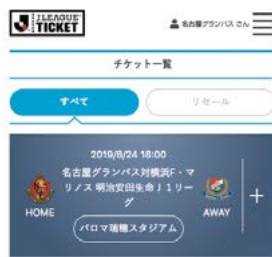 J.LEAGUE
TICKET
名古屋グランパス さん
チケット一覧
すべて
リセール
2019/8/24 18:00
名古屋グランパス対横浜F・マ
リノス 明治安田生命J1リー
グ
HOME
AWAY
パロマ瑞穂スタジアム